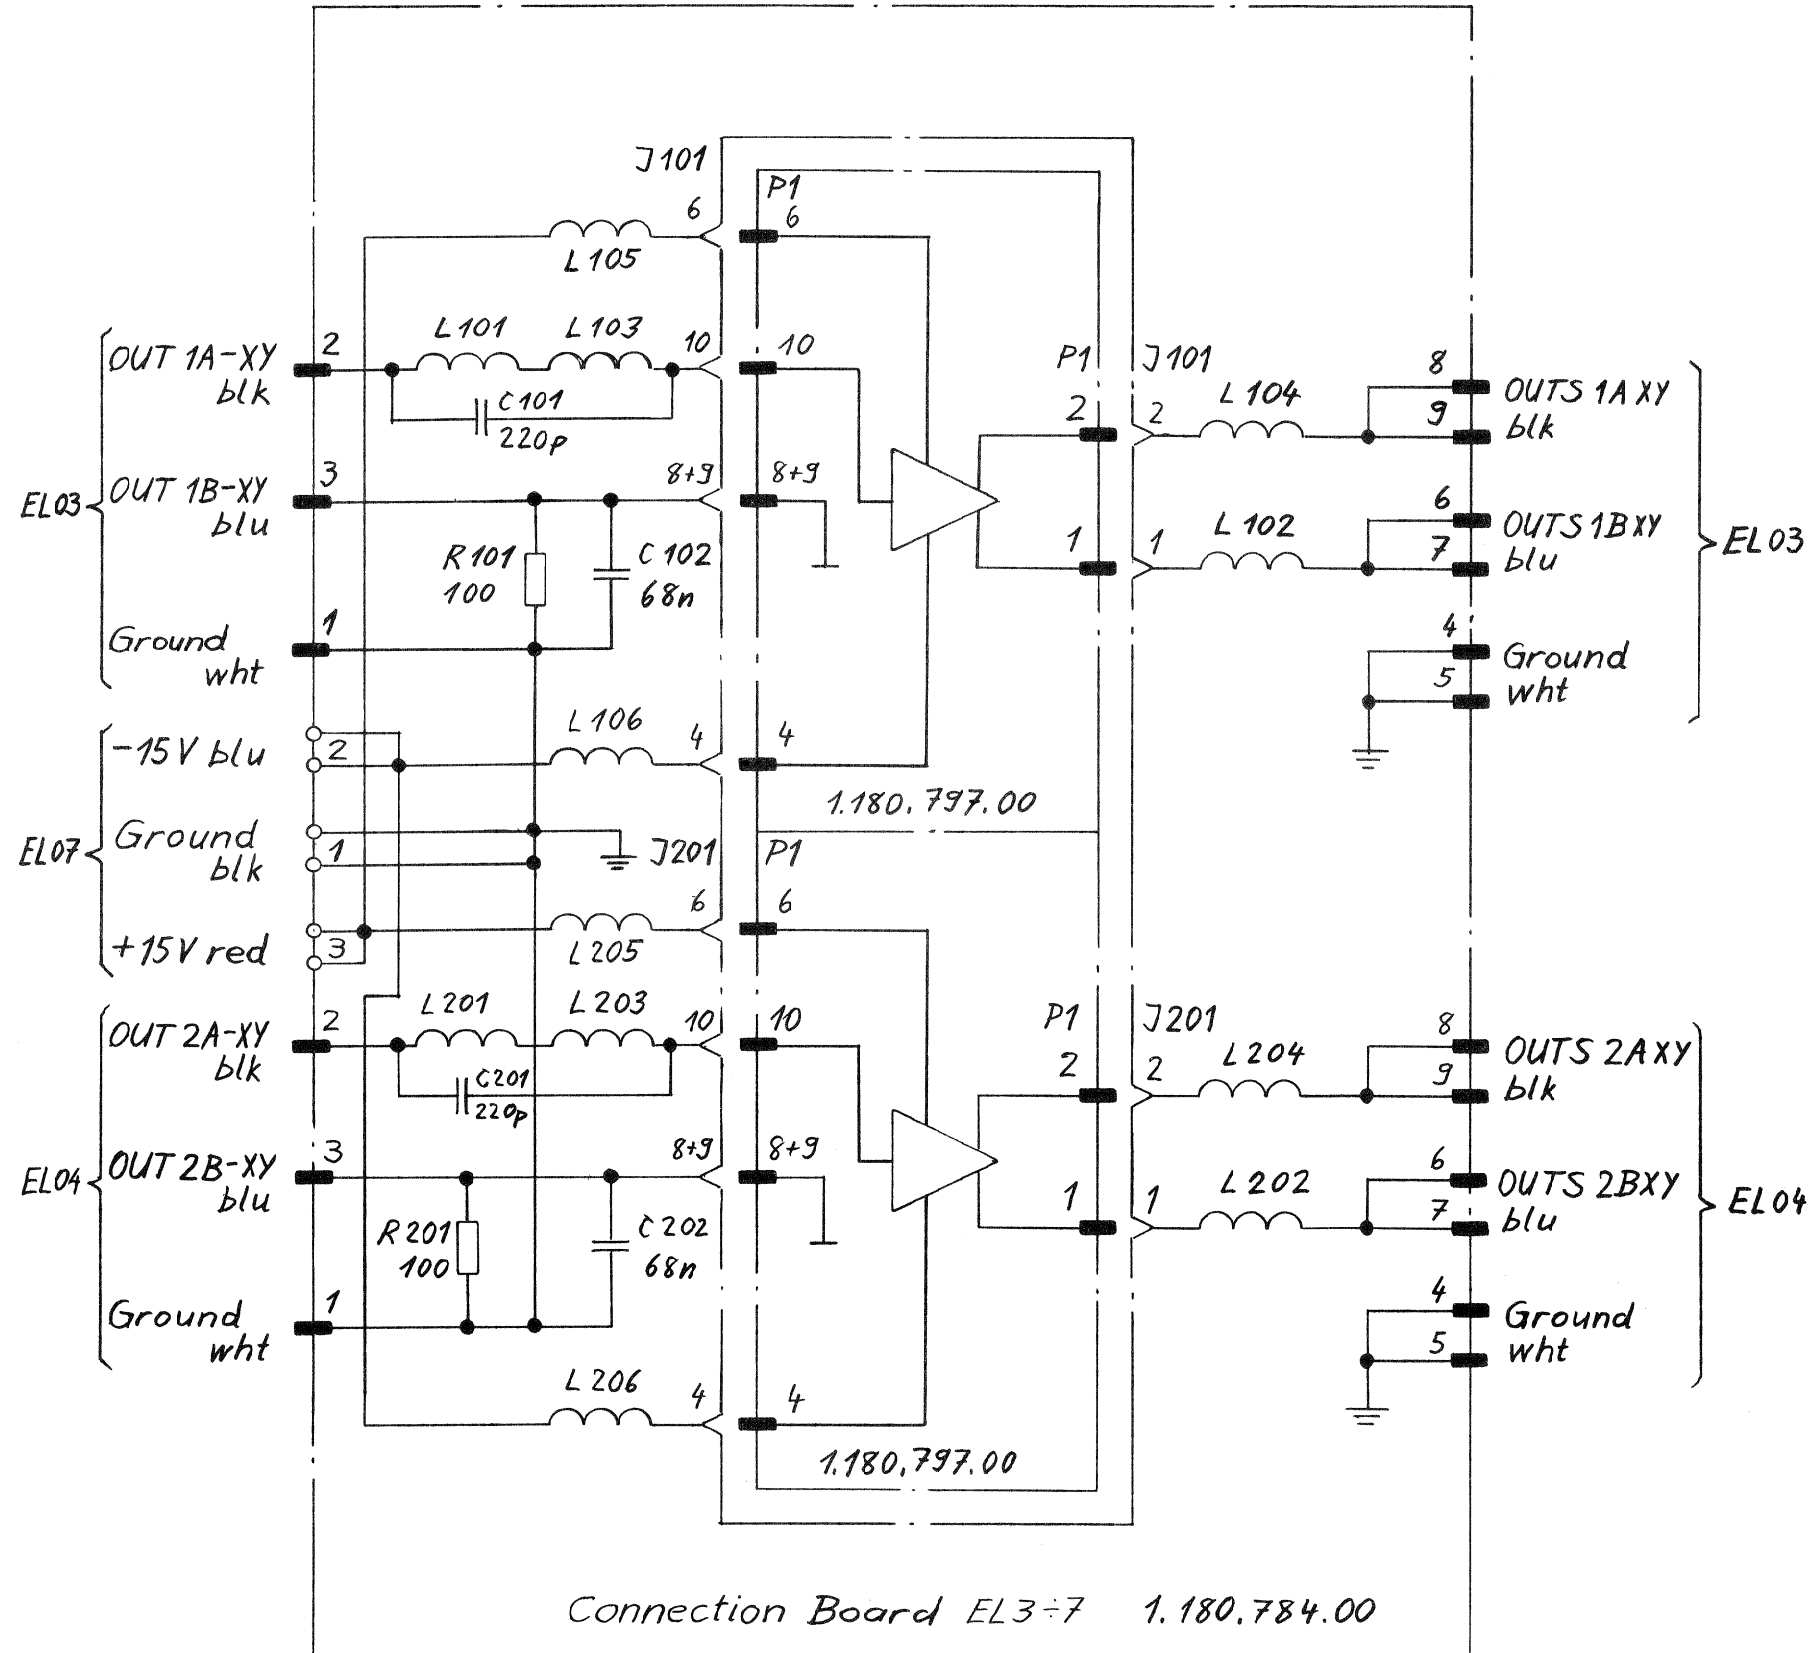 J101
P1
6
6
L105
L101
L103
10
10
OUT 1A-XY
2
blk
C101
220p
P1
J101
2
2
L104
8
OUTS 1AXY
9
blk
EL03
OUT 1B-XY
3
blu
8+9
8+9
R101
100
C102
68n
1
1
L102
6
OUTS 1BXY
7
blu
EL03
Ground
1
wht
4
Ground
5
wht
L106
4
4
-15V blu
2
1.180.797.00
EL07
Ground
1
blk
J201
P1
6
6
L205
+15V red
3
L201
L203
10
10
OUT 2A-XY
2
blk
C201
220p
P1
J201
2
2
L204
8
OUTS 2AXY
9
blk
EL04
OUT 2B-XY
3
blu
8+9
8+9
R201
100
C202
68n
1
1
L202
6
OUTS 2BXY
7
blu
EL04
Ground
1
wht
4
Ground
5
wht
L206
4
4
1.180.797.00
Connection Board EL3÷7 1.180.784.00